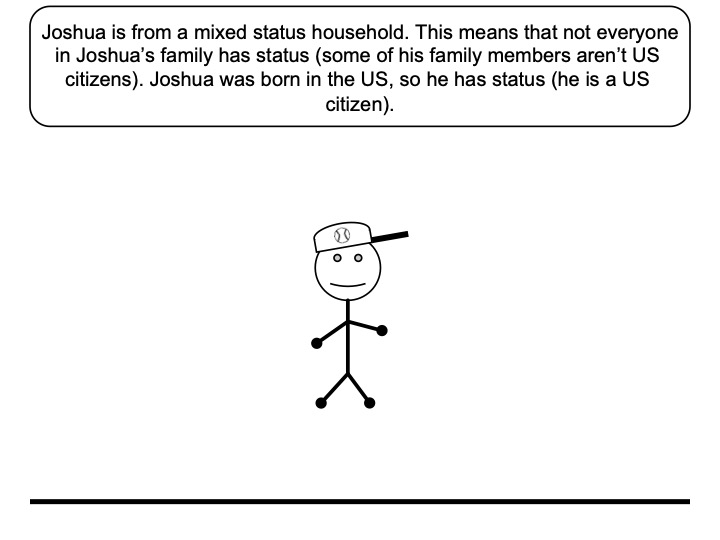 Joshua is from a mixed status household. This means that not everyone
in Joshua’s family has status (some of his family members aren’t US
citizens). Joshua was born in the US, so he has status (he is a US
citizen).